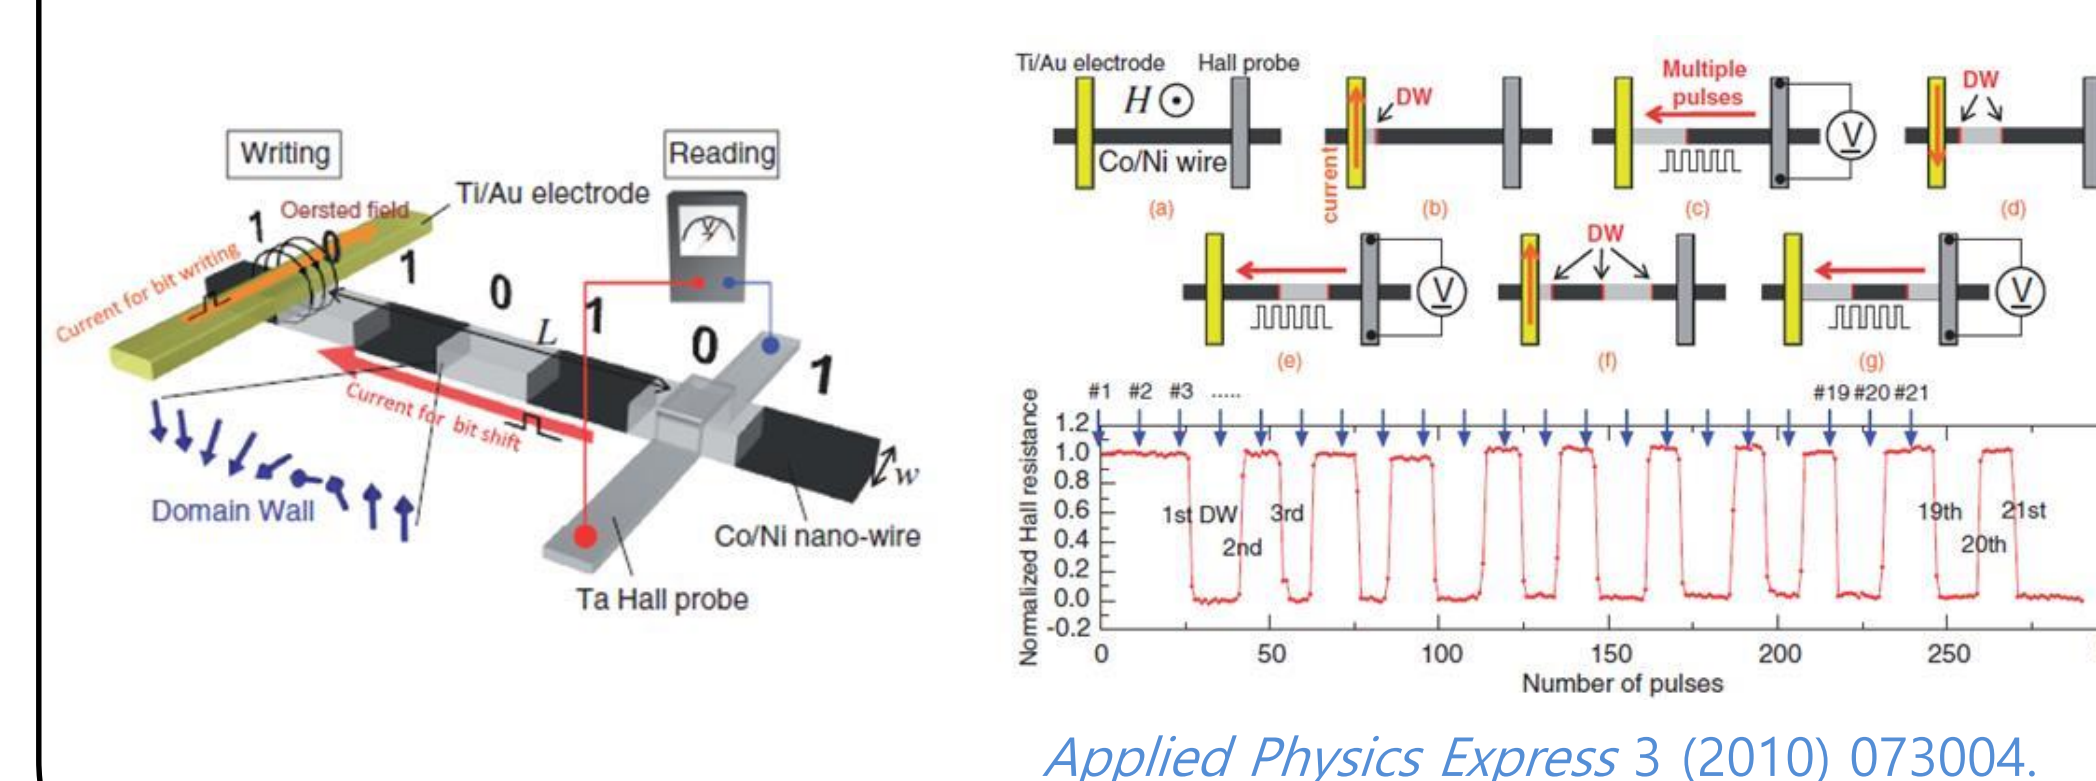 Writing
Reading
Ti/Au electrode
Oersted field
Current for bit writing
1
0
1
0
1
0
1
L
Current for bit shift
w
Domain Wall
Co/Ni nano-wire
Ta Hall probe
Ti/Au electrode
Hall probe
H
Co/Ni wire
(a)
DW
current
(b)
Multiple
pulses
V
(c)
DW
(d)
V
(e)
DW
(f)
V
(g)
#1 #2 #3 ..... #19 #20 #21
Normalized Hall resistance
1.2
1.0
0.8
0.6
0.4
0.2
0.0
-0.2
1st DW
2nd
3rd
19th
20th
21st
0 50 100 150 200 250
Number of pulses
Applied Physics Express 3 (2010) 073004.